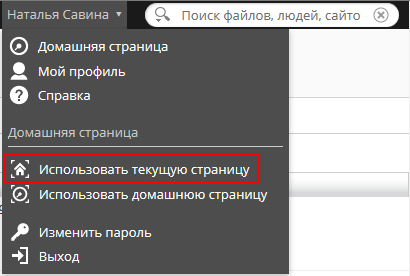 Наталья Савина
Поиск файлов, людей, сайто
Домашняя страница
Мой профиль
Справка
Домашняя страница
Использовать текущую страницу
Использовать домашнюю страницу
Изменить пароль
Выход